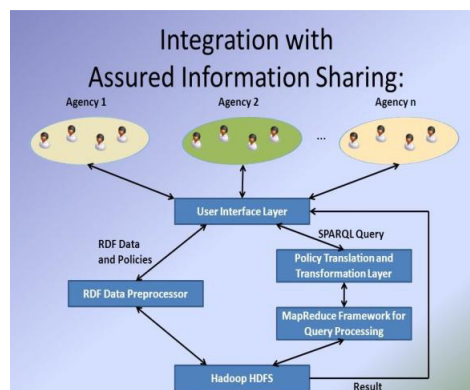 Integration with
Assured Information Sharing:
Agency 1
Agency 2
Agency n
...
User Interface Layer
RDF Data
and Policies
SPARQL Query
Policy Translation and
Transformation Layer
RDF Data Preprocessor
MapReduce Framework for
Query Processing
Hadoop HDFS
Result